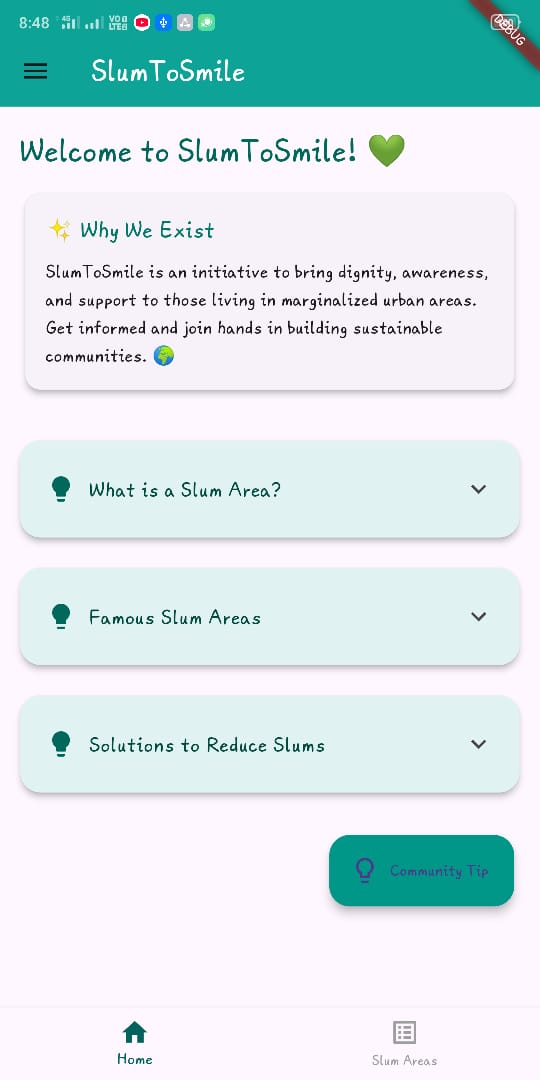 8:48 4G VoD LTE2
DEBUG
SlumToSmile
Welcome to SlumToSmile! 💚
✨ Why We Exist
SlumToSmile is an initiative to bring dignity, awareness,
and support to those living in marginalized urban areas.
Get informed and join hands in building sustainable
communities. 🌍
What is a Slum Area?
Famous Slum Areas
Solutions to Reduce Slums
Community Tip
Home
Slum Areas